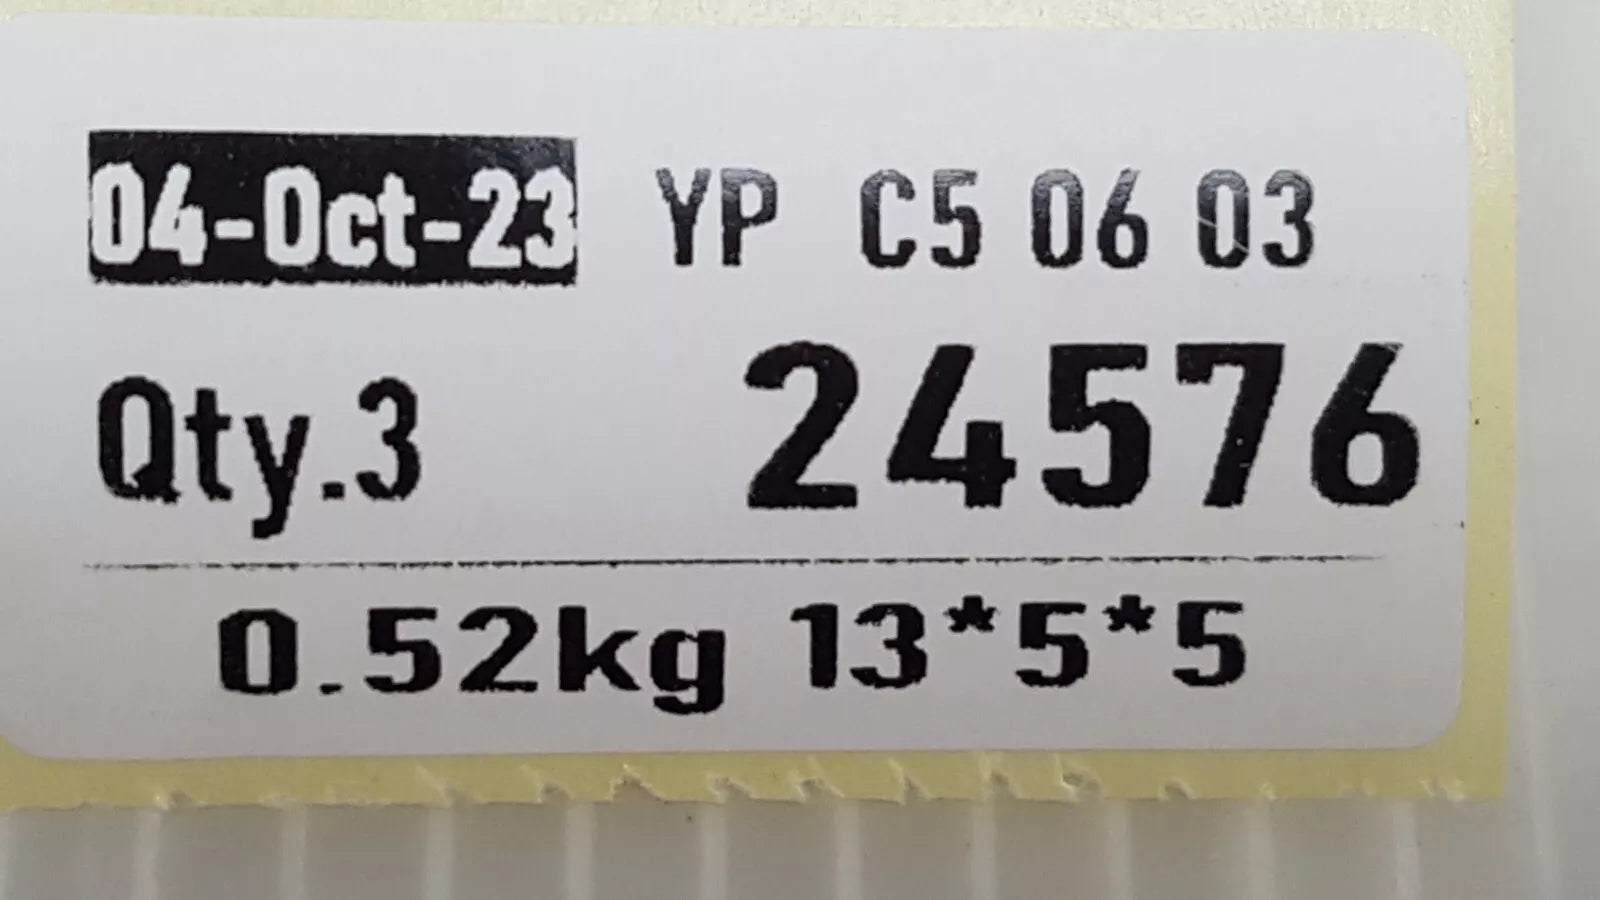 04-Oct-23 YP C5 06 03
Qty.3 24576
0.52kg 13*5*5